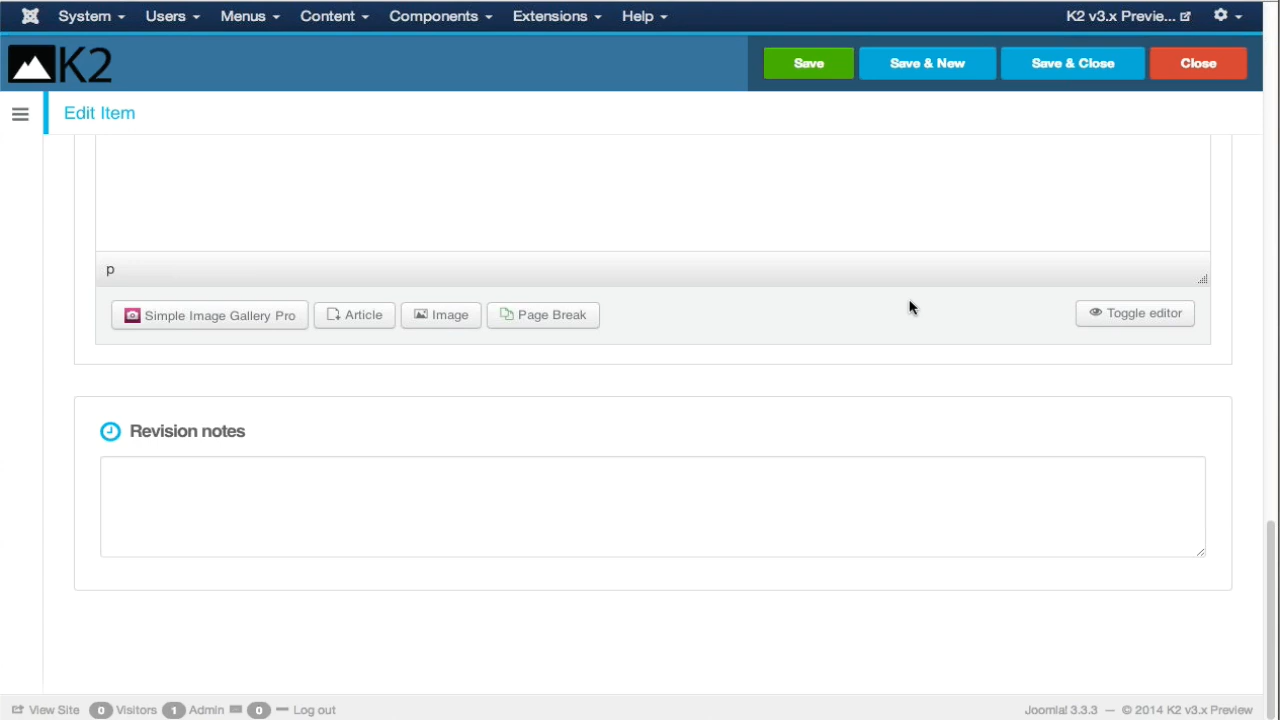 System Users Menus Content Components Extensions Help K2 v3.x Previe...
K2 Save Save & New Save & Close Close
Edit Item
p
Simple Image Gallery Pro Article Image Page Break Toggle editor
Revision notes
View Site 0 Visitors 1 Admin 0 Log out Joomla! 3.3.3 — © 2014 K2 v3.x Preview